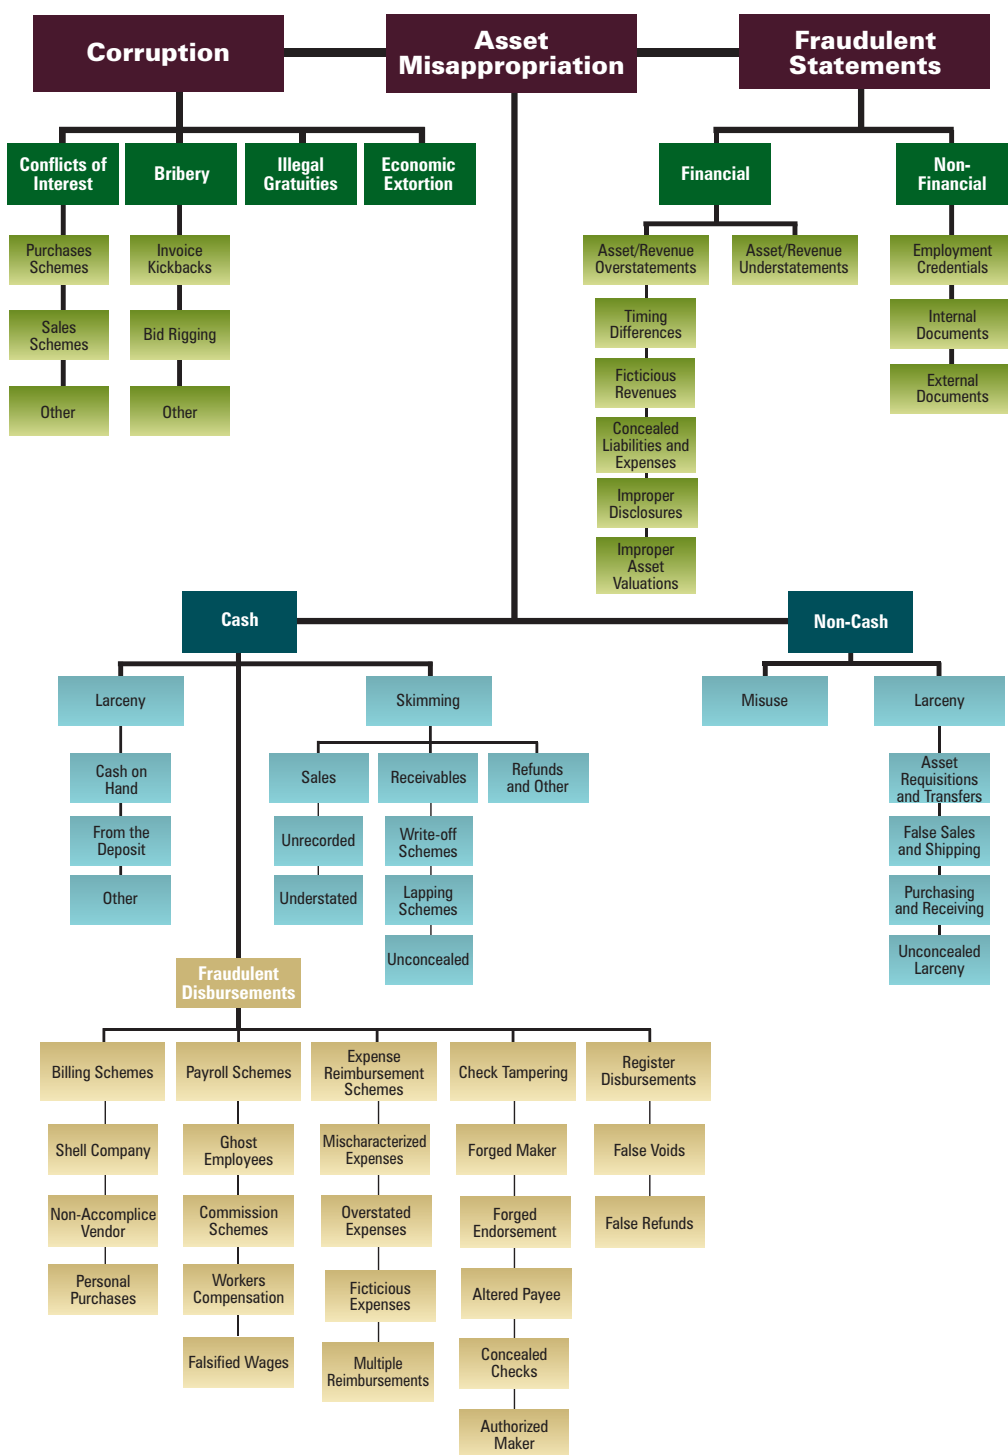 Corruption
Asset
Misappropriation
Fraudulent
Statements
Conflicts of
Interest
Bribery
Illegal
Gratuities
Economic
Extortion
Financial
Non-
Financial
Purchases
Schemes
Invoice
Kickbacks
Asset/Revenue
Overstatements
Asset/Revenue
Understatements
Employment
Credentials
Sales
Schemes
Bid Rigging
Timing
Differences
Internal
Documents
Other
Other
Ficticious
Revenues
External
Documents
Concealed
Liabilities and
Expenses
Improper
Disclosures
Improper
Asset
Valuations
Cash
Non-Cash
Larceny
Skimming
Misuse
Larceny
Cash on
Hand
Sales
Receivables
Refunds
and Other
Asset
Requisitions
and Transfers
From the
Deposit
Unrecorded
Write-off
Schemes
False Sales
and Shipping
Other
Understated
Lapping
Schemes
Purchasing
and Receiving
Unconcealed
Unconcealed
Larceny
Fraudulent
Disbursements
Billing Schemes
Payroll Schemes
Expense
Reimbursement
Schemes
Check Tampering
Register
Disbursements
Shell Company
Ghost
Employees
Mischaracterized
Expenses
Forged Maker
False Voids
Non-Accomplice
Vendor
Commission
Schemes
Overstated
Expenses
Forged
Endorsement
False Refunds
Personal
Purchases
Workers
Compensation
Ficticious
Expenses
Altered Payee
Falsified Wages
Multiple
Reimbursements
Concealed
Checks
Authorized
Maker